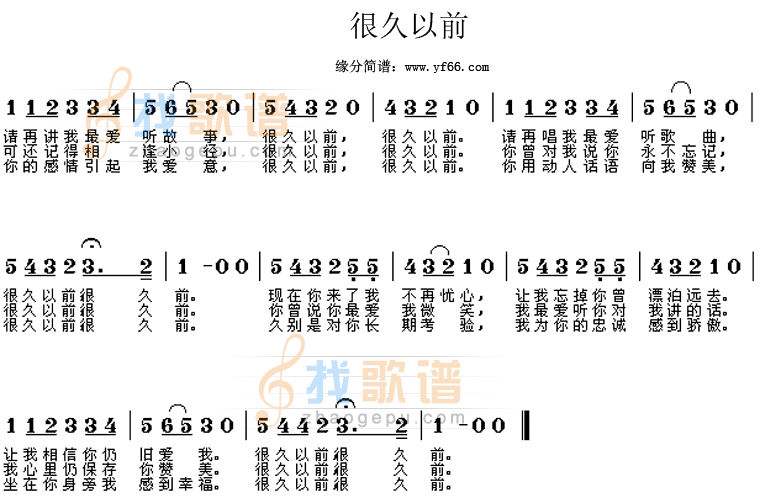 很久以前
缘分简谱：www.yf66.com
1 1 2 3 3 4 | 5 6 5 3 0 | 5 4 3 2 0 | 4 3 2 1 0 | 1 1 2 3 3 4 | 5 6 5 3 0 |
请再讲我最爱 听故 事， 很久以前， 很久以前。 请再唱我最爱 听歌 曲，
可还记得相 逢小 径， 很久以前， 很久以前。 你曾对我说你 永不忘记，
你的感情引起 我爱 意， 很久以前， 很久以前。 你用动人话语 向我赞美，
5 4 3 2 3. 2 | 1 - 0 0 | 5 4 3 2 5 5 | 4 3 2 1 0 | 5 4 3 2 5 5 | 4 3 2 1 0 |
很久以前很 久 前。 现在你来了我 不再忧心， 让我忘掉你曾 漂泊远去。
很久以前很 久 前。 你曾说你最爱 我微 笑， 我最爱听你对 我讲的话。
很久以前很 久 前。 久别是对你长 期考 验， 我为你的忠诚 感到骄傲。
找歌谱
zhaogepu.com
1 1 2 3 3 4 | 5 6 5 3 0 | 5 4 4 2 3. 2 | 1 - 0 0
让我相信你仍 旧爱 我。 很久以前很 久 前。
我心里仍保存 你赞 美。 很久以前很 久 前。
坐在你身旁我 感到幸福。 很久以前很 久 前。